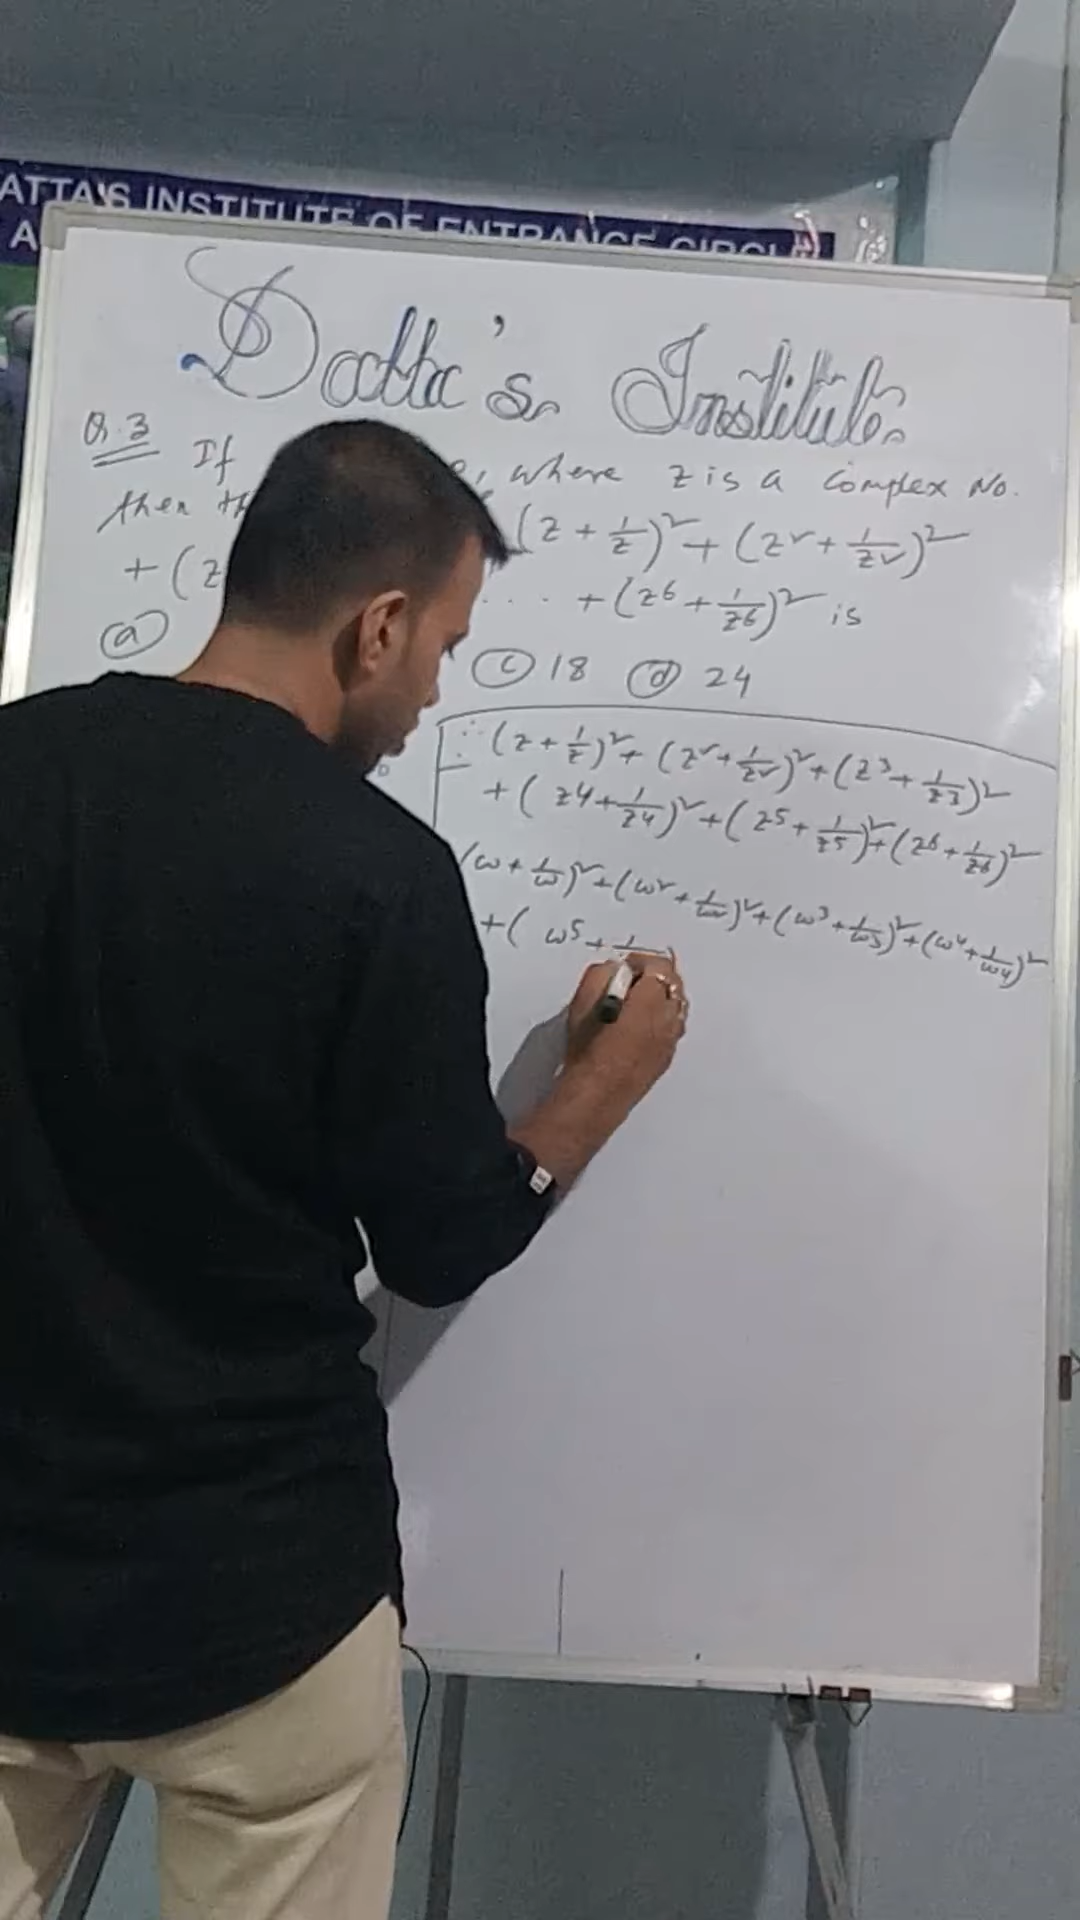 ATTA'S INSTITUTE OF ENTRANCE CIRCLE
A
Datta's Institute
Q.3 If , where z is a complex No.
then (z + 1/z)² + (z² + 1/z²)²
+ (z .... + (z⁶ + 1/z⁶)² is
(a) (c) 18 (d) 24
∴ (z + 1/z)² + (z² + 1/z²)² + (z³ + 1/z³)²
+ (z⁴ + 1/z⁴)² + (z⁵ + 1/z⁵)² + (z⁶ + 1/z⁶)²
(ω + 1/ω)² + (ω² + 1/ω²)² + (ω³ + 1/ω³)² + (ω⁴ + 1/ω⁴)²
+ ( ω⁵ + 1/ )